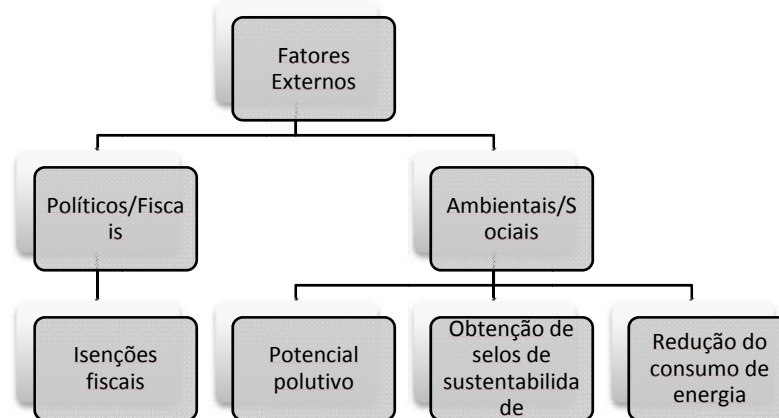 Fatores
Externos
Políticos/Fisca
is
Ambientais/S
ociais
Isenções
fiscais
Potencial
polutivo
Obtenção de
selos de
sustentabilida
de
Redução do
consumo de
energia